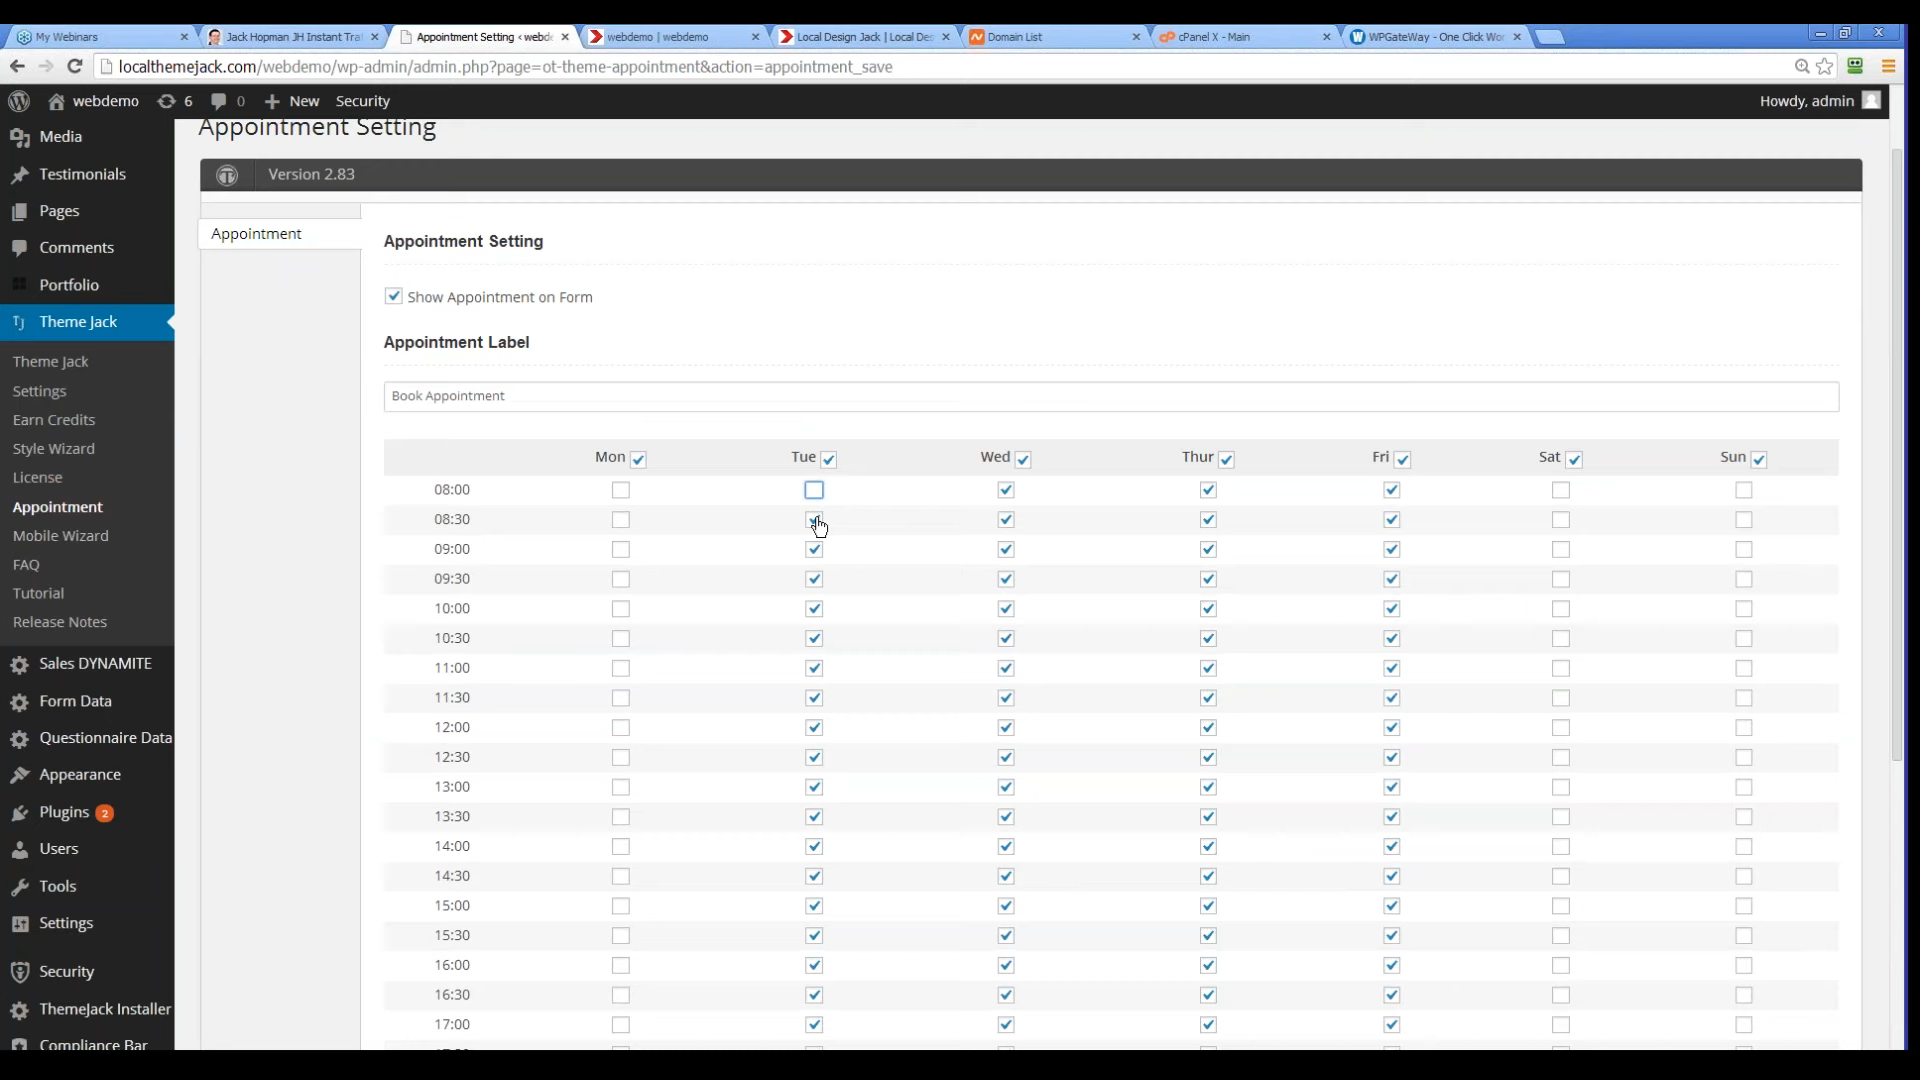 My Webinars
Jack Hopman JH Instant Tra
Appointment Setting ‹ webd
webdemo | webdemo
Local Design Jack | Local De
Domain List
cPanel X - Main
WPGateWay - One Click Wor
localthemejack.com/webdemo/wp-admin/admin.php?page=ot-theme-appointment&action=appointment_save
webdemo 6 0 New Security Howdy, admin
Media
Testimonials
Pages
Comments
Portfolio
Theme Jack
Theme Jack
Settings
Earn Credits
Style Wizard
License
Appointment
Mobile Wizard
FAQ
Tutorial
Release Notes
Sales DYNAMITE
Form Data
Questionnaire Data
Appearance
Plugins 2
Users
Tools
Settings
Security
ThemeJack Installer
Compliance Bar
Appointment Setting
Version 2.83
Appointment
Appointment Setting
Show Appointment on Form
Appointment Label
Book Appointment
Mon Tue Wed Thur Fri Sat Sun
08:00
08:30
09:00
09:30
10:00
10:30
11:00
11:30
12:00
12:30
13:00
13:30
14:00
14:30
15:00
15:30
16:00
16:30
17:00